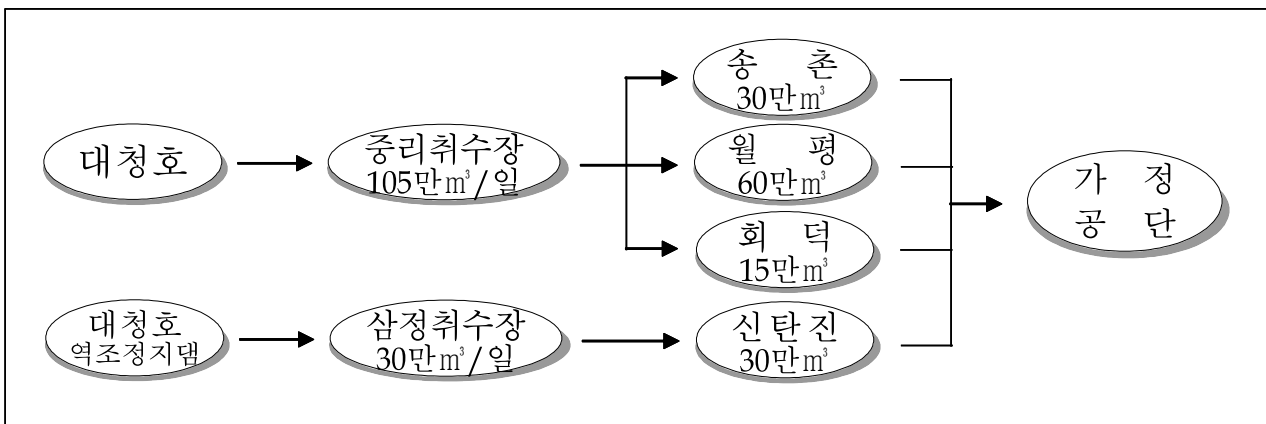 대청호
중리취수장
105만㎥/일
송 촌
30만㎥
월 평
60만㎥
회 덕
15만㎥
가 정
공 단
대청호
역조정지댐
삼정취수장
30만㎥/일
신탄진
30만㎥